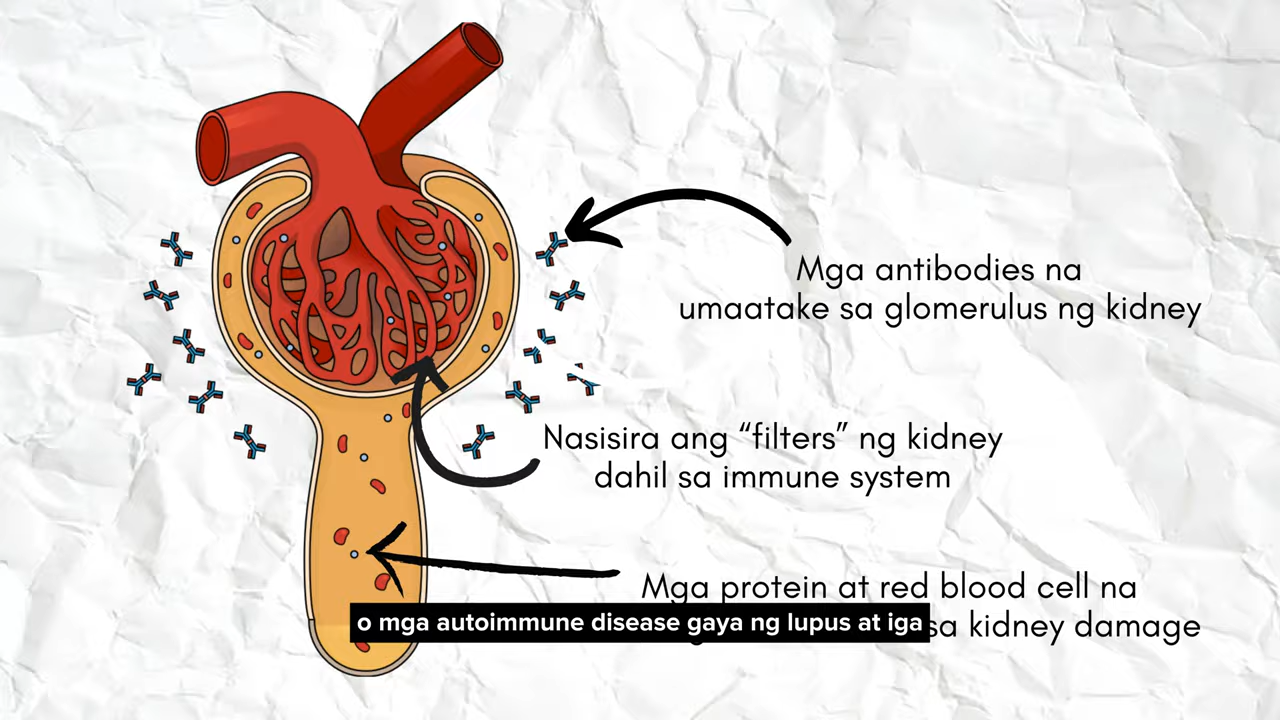 Mga antibodies na
umaatake sa glomerulus ng kidney
Nasisira ang “filters” ng kidney
dahil sa immune system
Mga protein at red blood cell na
sa kidney damage
o mga autoimmune disease gaya ng lupus at iga